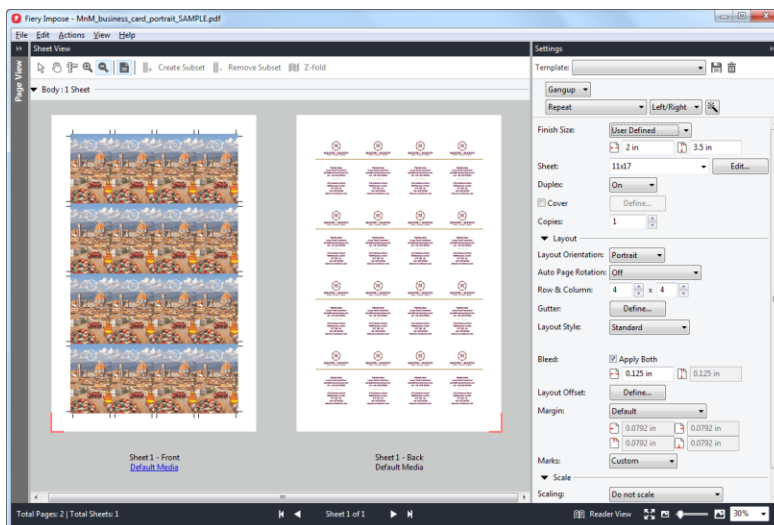 Fiery Impose - MnM_business_card_portrait_SAMPLE.pdf
File Edit Actions View Help
Sheet View
Settings
Page View
Create Subset Remove Subset Z-fold
Template:
Body : 1 Sheet
Gangup
Repeat Left/Right
Finish Size: User Defined
2 in 3.5 in
Sheet: 11x17 Edit...
Duplex: On
Cover Define...
Copies: 1
Layout
Layout Orientation: Portrait
Auto Page Rotation: Off
Row & Column: 4 x 4
Gutter: Define...
Layout Style: Standard
Bleed: Apply Both
0.125 in 0.125 in
Layout Offset: Define...
Margin: Default
0.0792 in 0.0792 in
0.0792 in 0.0792 in
Marks: Custom
Scale
Scaling: Do not scale
Sheet 1 - Front
Default Media
Sheet 1 - Back
Default Media
Total Pages: 2 | Total Sheets: 1
Sheet 1 of 1
Reader View
30%